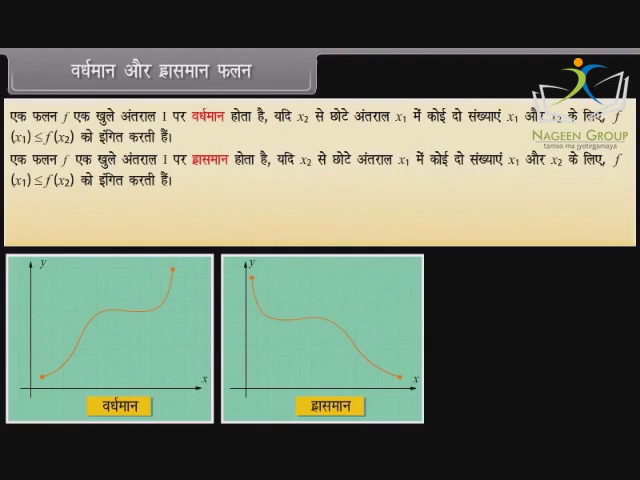 वर्धमान और ह्रासमान फलन
एक फलन f एक खुले अंतराल I पर वर्धमान होता है, यदि x₂ से छोटे अंतराल x₁ में कोई दो संख्याएं x₁ और x₂ के लिए, f
(x₁) ≤ f (x₂) को इंगित करती हैं।
एक फलन f एक खुले अंतराल I पर ह्रासमान होता है, यदि x₂ से छोटे अंतराल x₁ में कोई दो संख्याएं x₁ और x₂ के लिए, f
(x₁) ≤ f (x₂) को इंगित करती हैं।
NAGEEN GROUP
tamso ma jyotirgamaya
y
x
वर्धमान
y
x
ह्रासमान